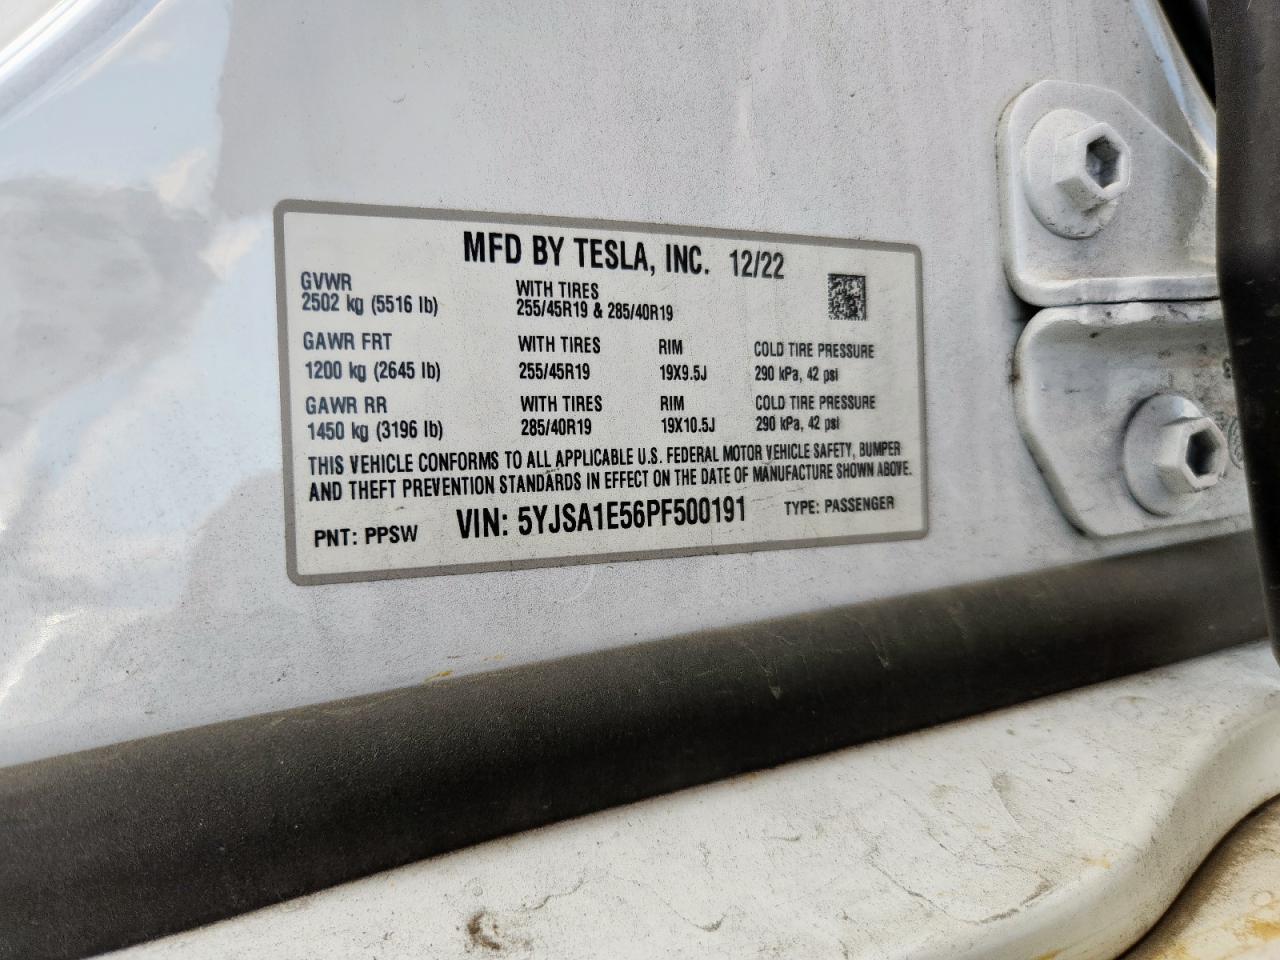 MFD BY TESLA, INC. 12/22
GVWR
2502 kg (5516 lb)
WITH TIRES
255/45R19 & 285/40R19
GAWR FRT WITH TIRES RIM COLD TIRE PRESSURE
1200 kg (2645 lb) 255/45R19 19X9.5J 290 kPa, 42 psi
GAWR RR WITH TIRES RIM COLD TIRE PRESSURE
1450 kg (3196 lb) 285/40R19 19X10.5J 290 kPa, 42 psi
THIS VEHICLE CONFORMS TO ALL APPLICABLE U.S. FEDERAL MOTOR VEHICLE SAFETY, BUMPER
AND THEFT PREVENTION STANDARDS IN EFFECT ON THE DATE OF MANUFACTURE SHOWN ABOVE.
PNT: PPSW VIN: 5YJSA1E56PF500191 TYPE: PASSENGER